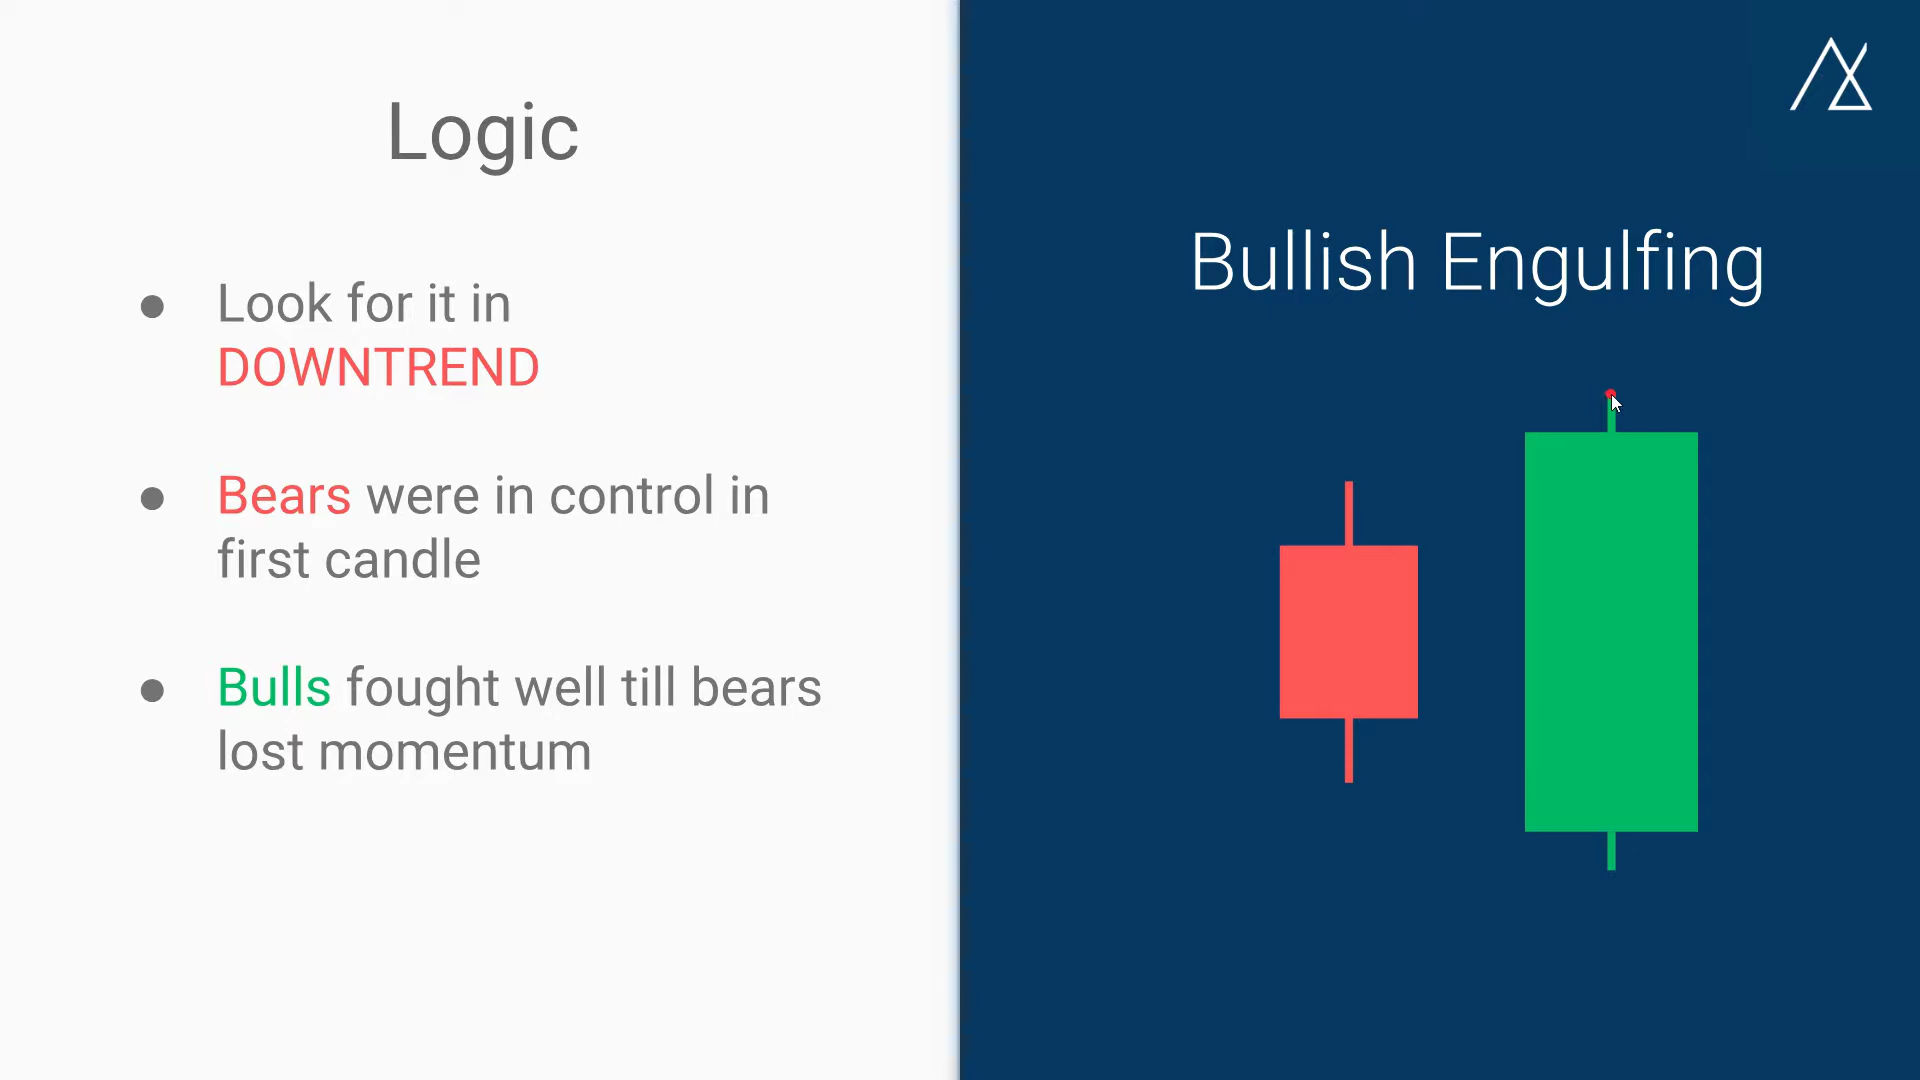 Logic
Look for it in
DOWNTREND
Bears were in control in
first candle
Bulls fought well till bears
lost momentum
Bullish Engulfing